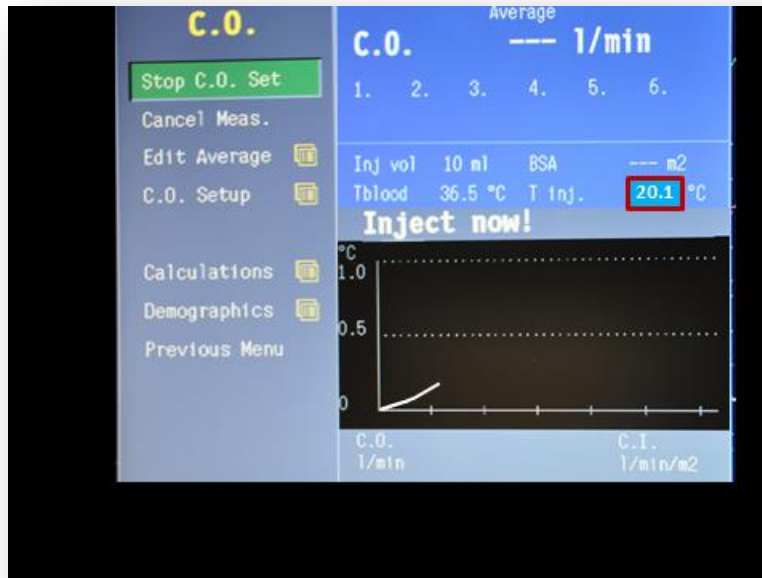 C.O.
Stop C.O. Set
Cancel Meas.
Edit Average
C.O. Setup
Calculations
Demographics
Previous Menu
Average
C.O. --- l/min
1. 2. 3. 4. 5. 6.
Inj vol 10 ml BSA --- m2
Tblood 36.5 °C T inj. 20.1 °C
Inject now!
°C
1.0
0.5
0
C.O. C.I.
l/min l/min/m2